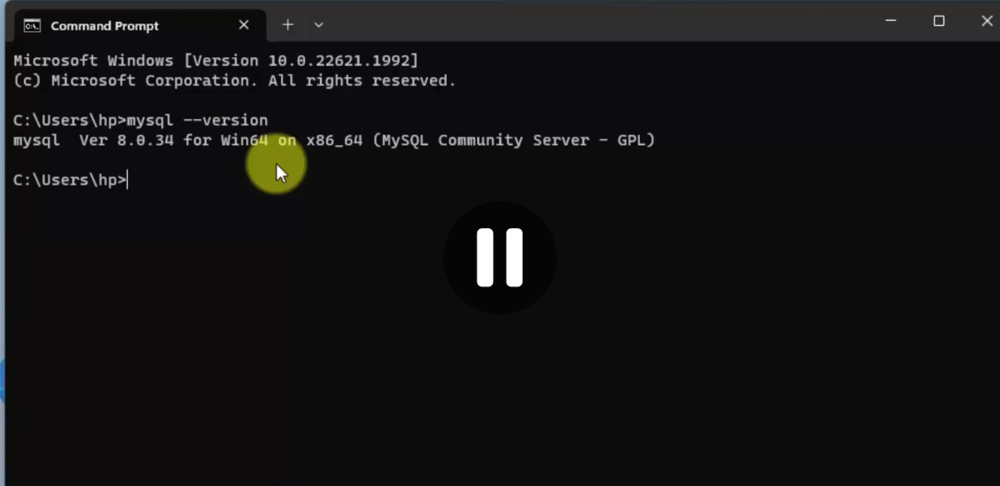 Command Prompt
Microsoft Windows [Version 10.0.22621.1992]
(c) Microsoft Corporation. All rights reserved.
C:\Users\hp>mysql --version
mysql  Ver 8.0.34 for Win64 on x86_64 (MySQL Community Server - GPL)
C:\Users\hp>